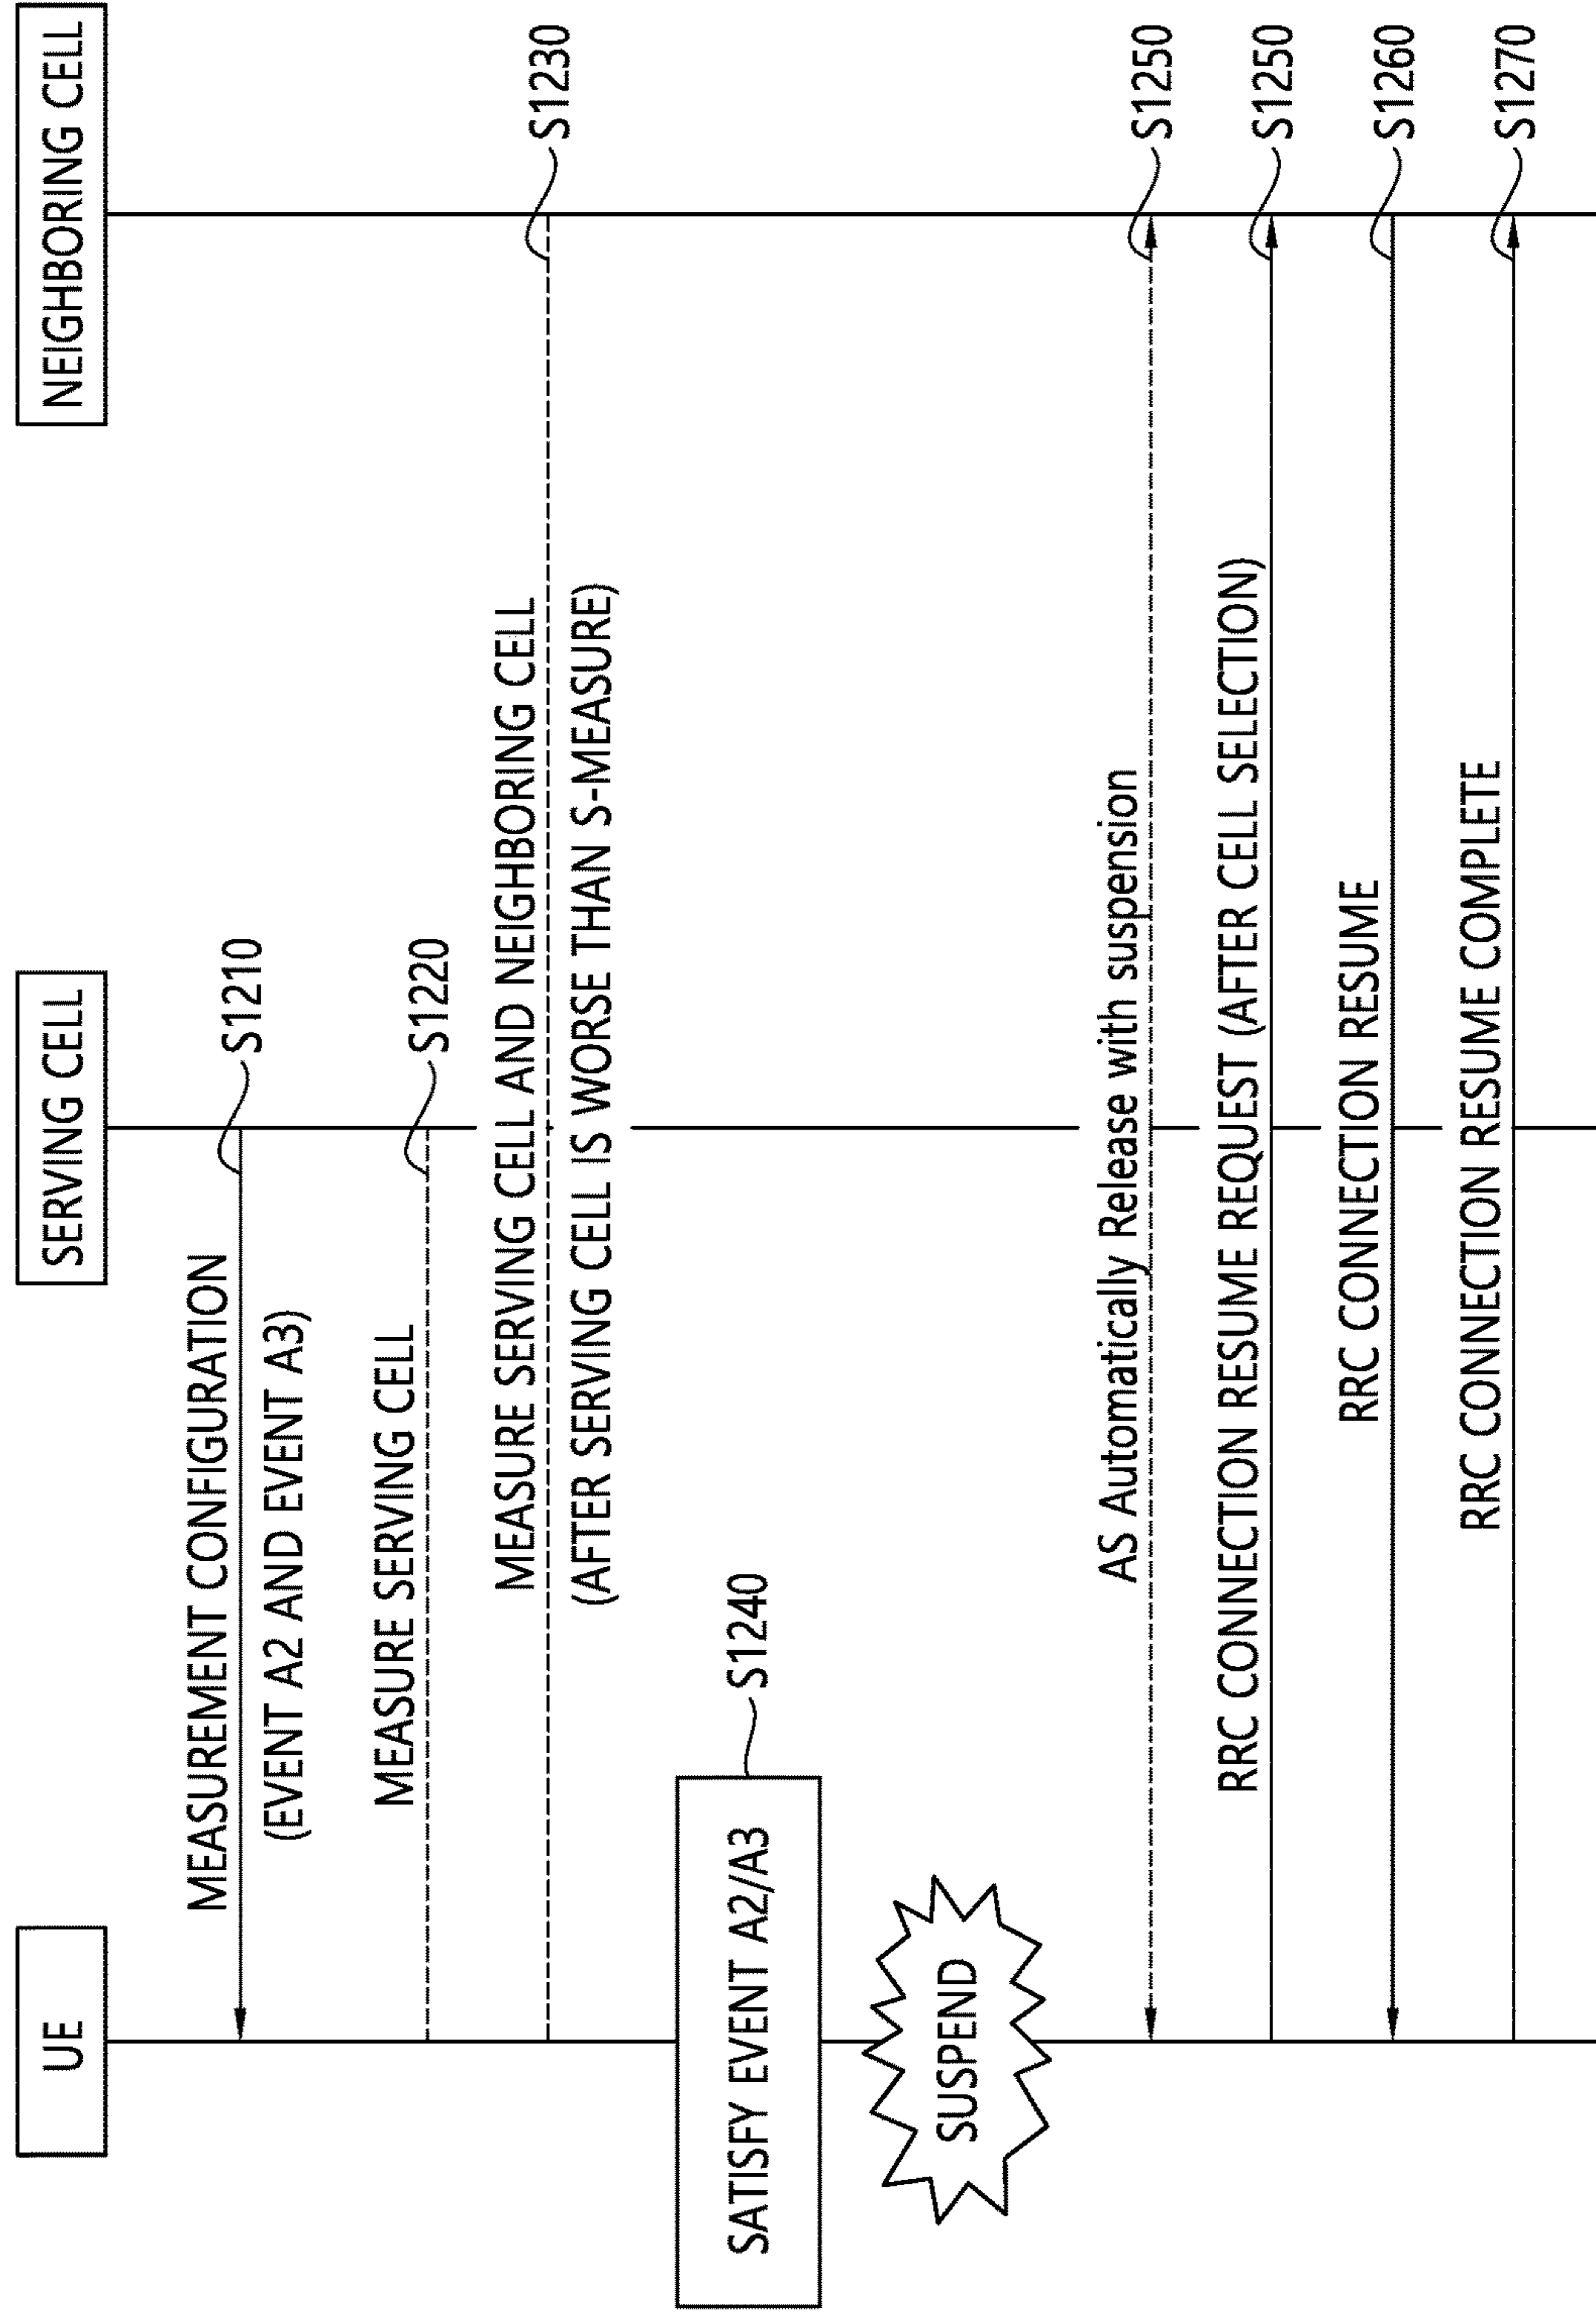 UE
SERVING CELL
NEIGHBORING CELL
MEASUREMENT CONFIGURATION
(EVENT A2 AND EVENT A3)
S1210
MEASURE SERVING CELL
S1220
MEASURE SERVING CELL AND NEIGHBORING CELL
(AFTER SERVING CELL IS WORSE THAN S-MEASURE)
S1230
SATISFY EVENT A2/A3
S1240
SUSPEND
AS Automatically Release with suspension
S1250
RRC CONNECTION RESUME REQUEST (AFTER CELL SELECTION)
S1250
RRC CONNECTION RESUME
S1260
RRC CONNECTION RESUME COMPLETE
S1270